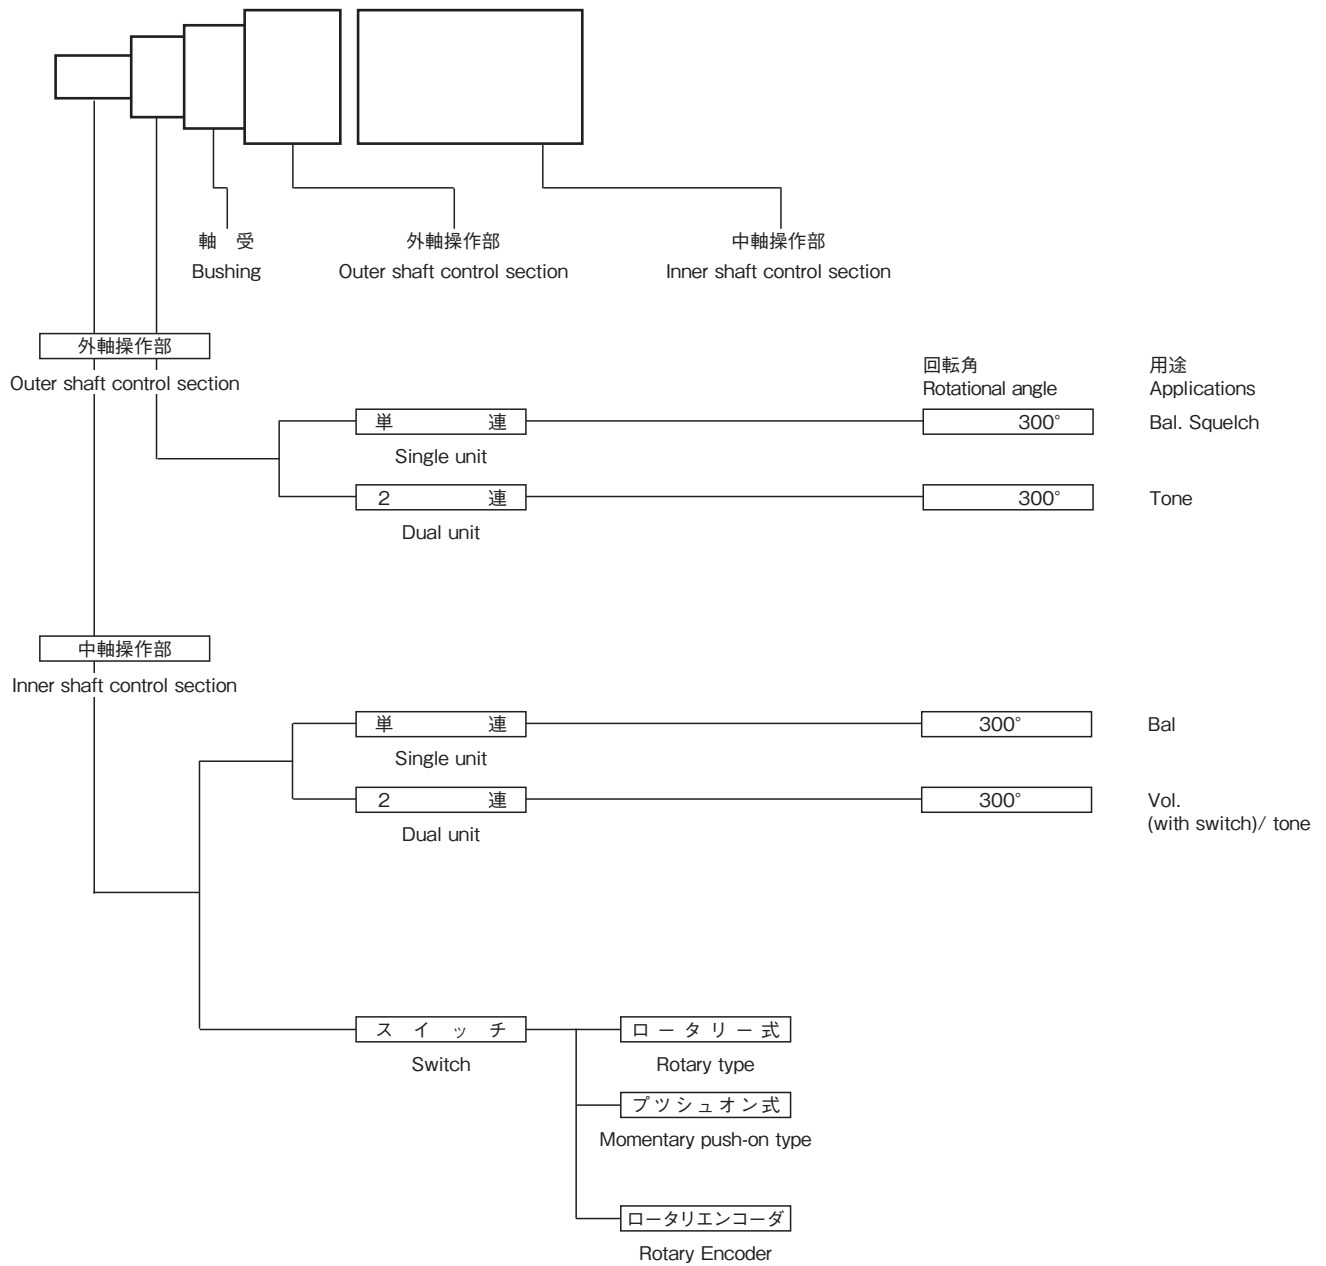 軸 受
Bushing
外軸操作部
Outer shaft control section
中軸操作部
Inner shaft control section
外軸操作部
Outer shaft control section
回転角
Rotational angle
用途
Applications
単 連
Single unit
300°
Bal. Squelch
2 連
Dual unit
300°
Tone
中軸操作部
Inner shaft control section
単 連
Single unit
300°
Bal
2 連
Dual unit
300°
Vol.
(with switch)/ tone
ス イ ッ チ
Switch
ロ ー タ リ ー 式
Rotary type
プ ツ シ ュ オ ン 式
Momentary push-on type
ロータリエンコーダ
Rotary Encoder